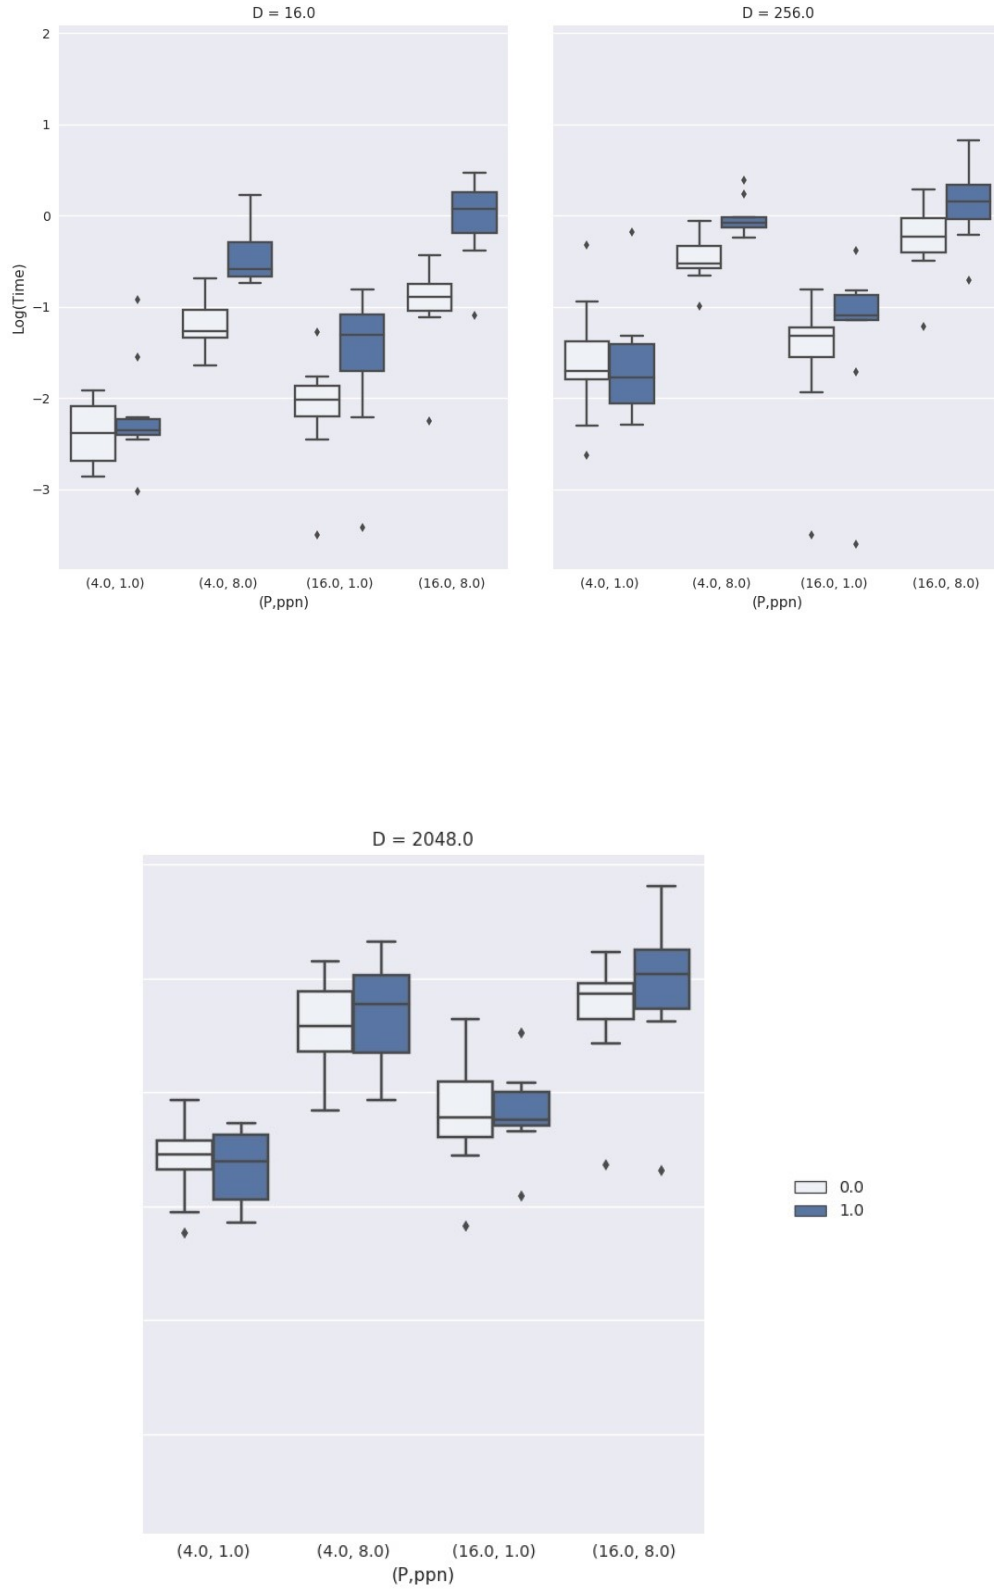 D = 16.0
D = 256.0
2
1
0
−1
−2
−3
Log(Time)
(4.0, 1.0) (4.0, 8.0) (16.0, 1.0) (16.0, 8.0)
(P,ppn)
(4.0, 1.0) (4.0, 8.0) (16.0, 1.0) (16.0, 8.0)
(P,ppn)
D = 2048.0
0.0
1.0
(4.0, 1.0) (4.0, 8.0) (16.0, 1.0) (16.0, 8.0)
(P,ppn)